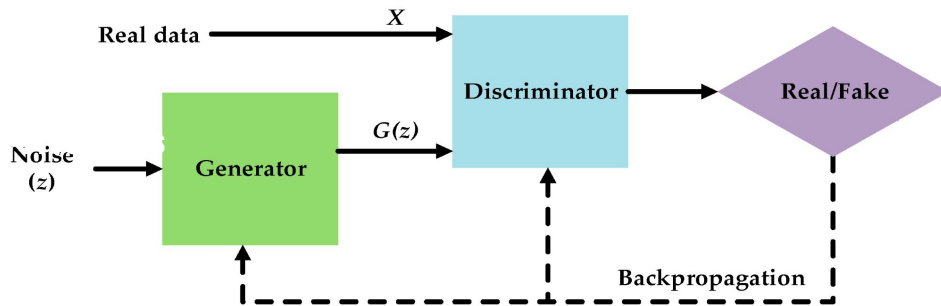 X
Real data
Discriminator
Real/Fake
G(z)
Noise
(z)
Generator
Backpropagation